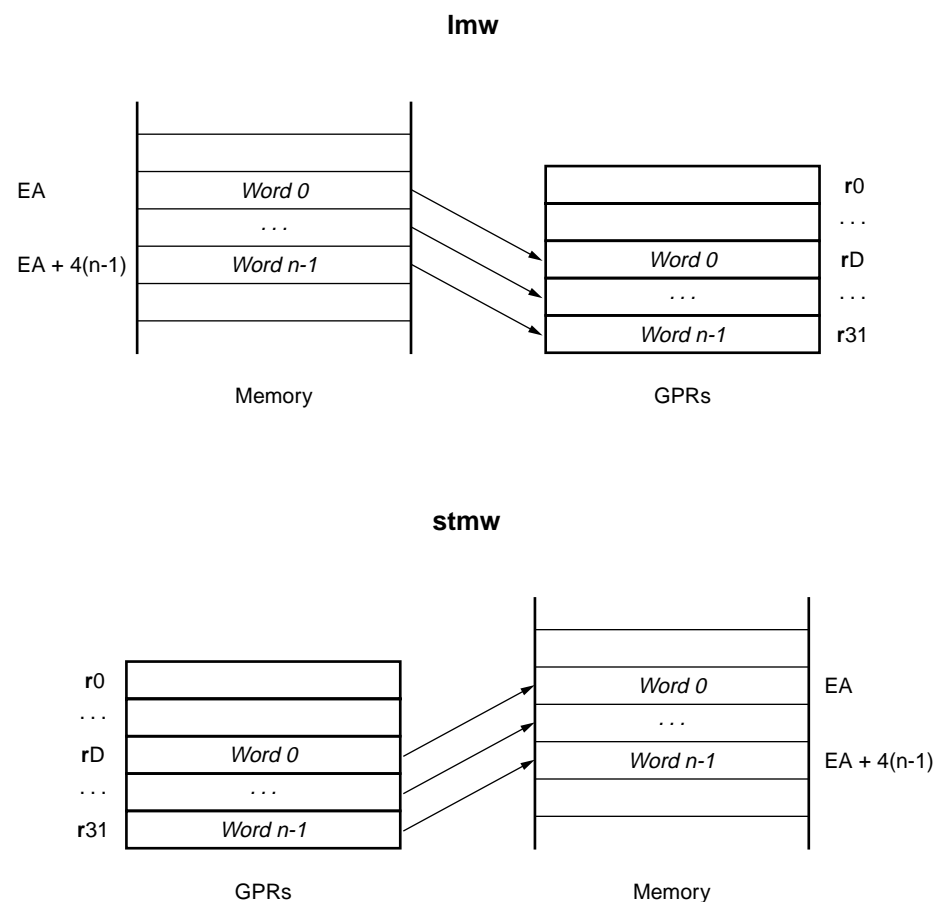 lmw
EA Word 0
. . .
EA + 4(n-1) Word n-1
r0
. . .
Word 0 rD
. . . . . .
Word n-1 r31
Memory GPRs
stmw
r0
. . .
rD Word 0
. . . . . .
r31 Word n-1
Word 0 EA
. . .
Word n-1 EA + 4(n-1)
GPRs Memory